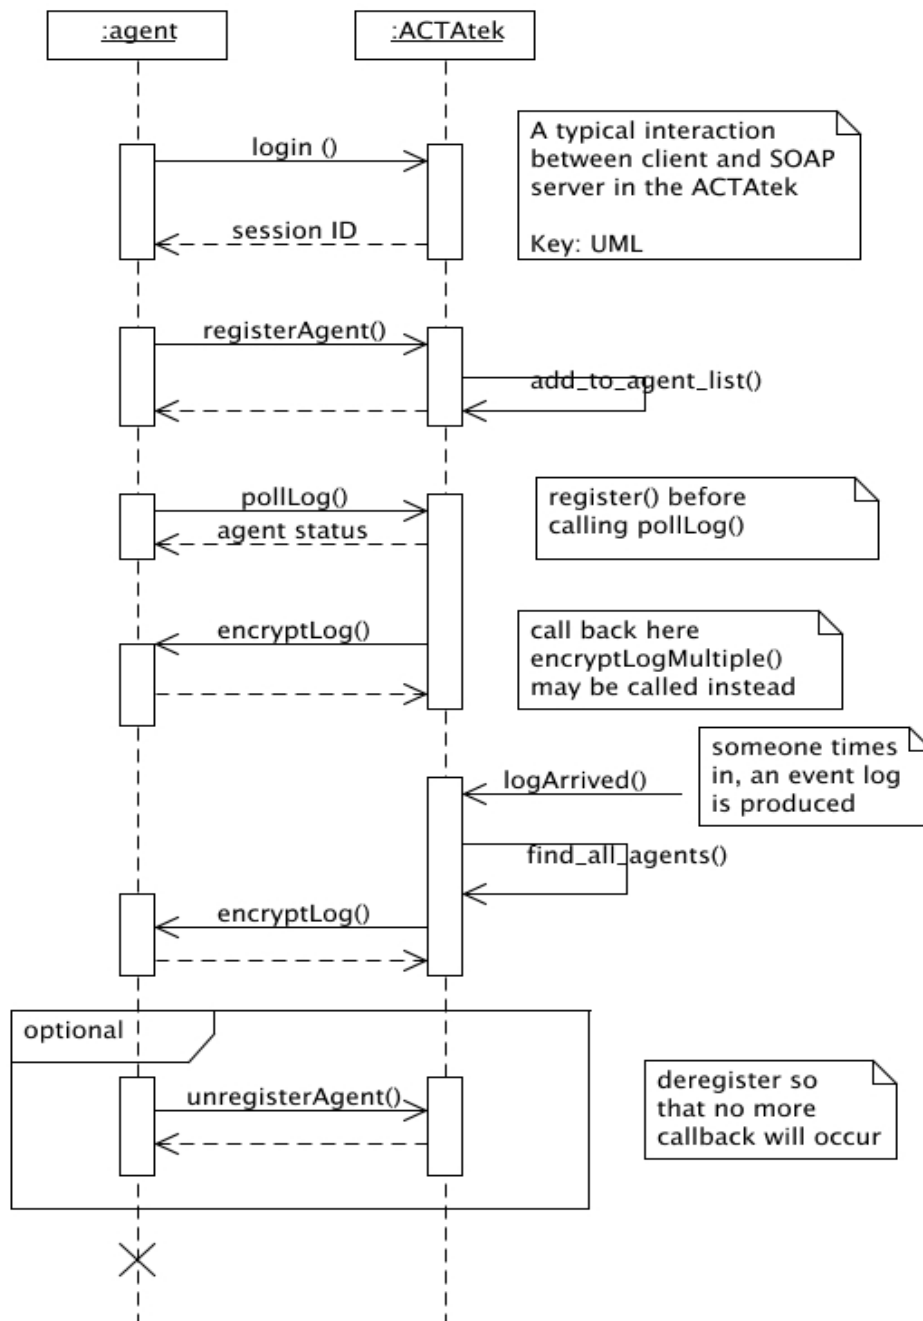 :agent
:ACTAtek
A typical interaction
between client and SOAP
server in the ACTAtek
Key: UML
login ()
session ID
registerAgent()
add_to_agent_list()
pollLog()
agent status
register() before
calling pollLog()
encryptLog()
call back here
encryptLogMultiple()
may be called instead
someone times
in, an event log
is produced
logArrived()
find_all_agents()
encryptLog()
optional
unregisterAgent()
deregister so
that no more
callback will occur